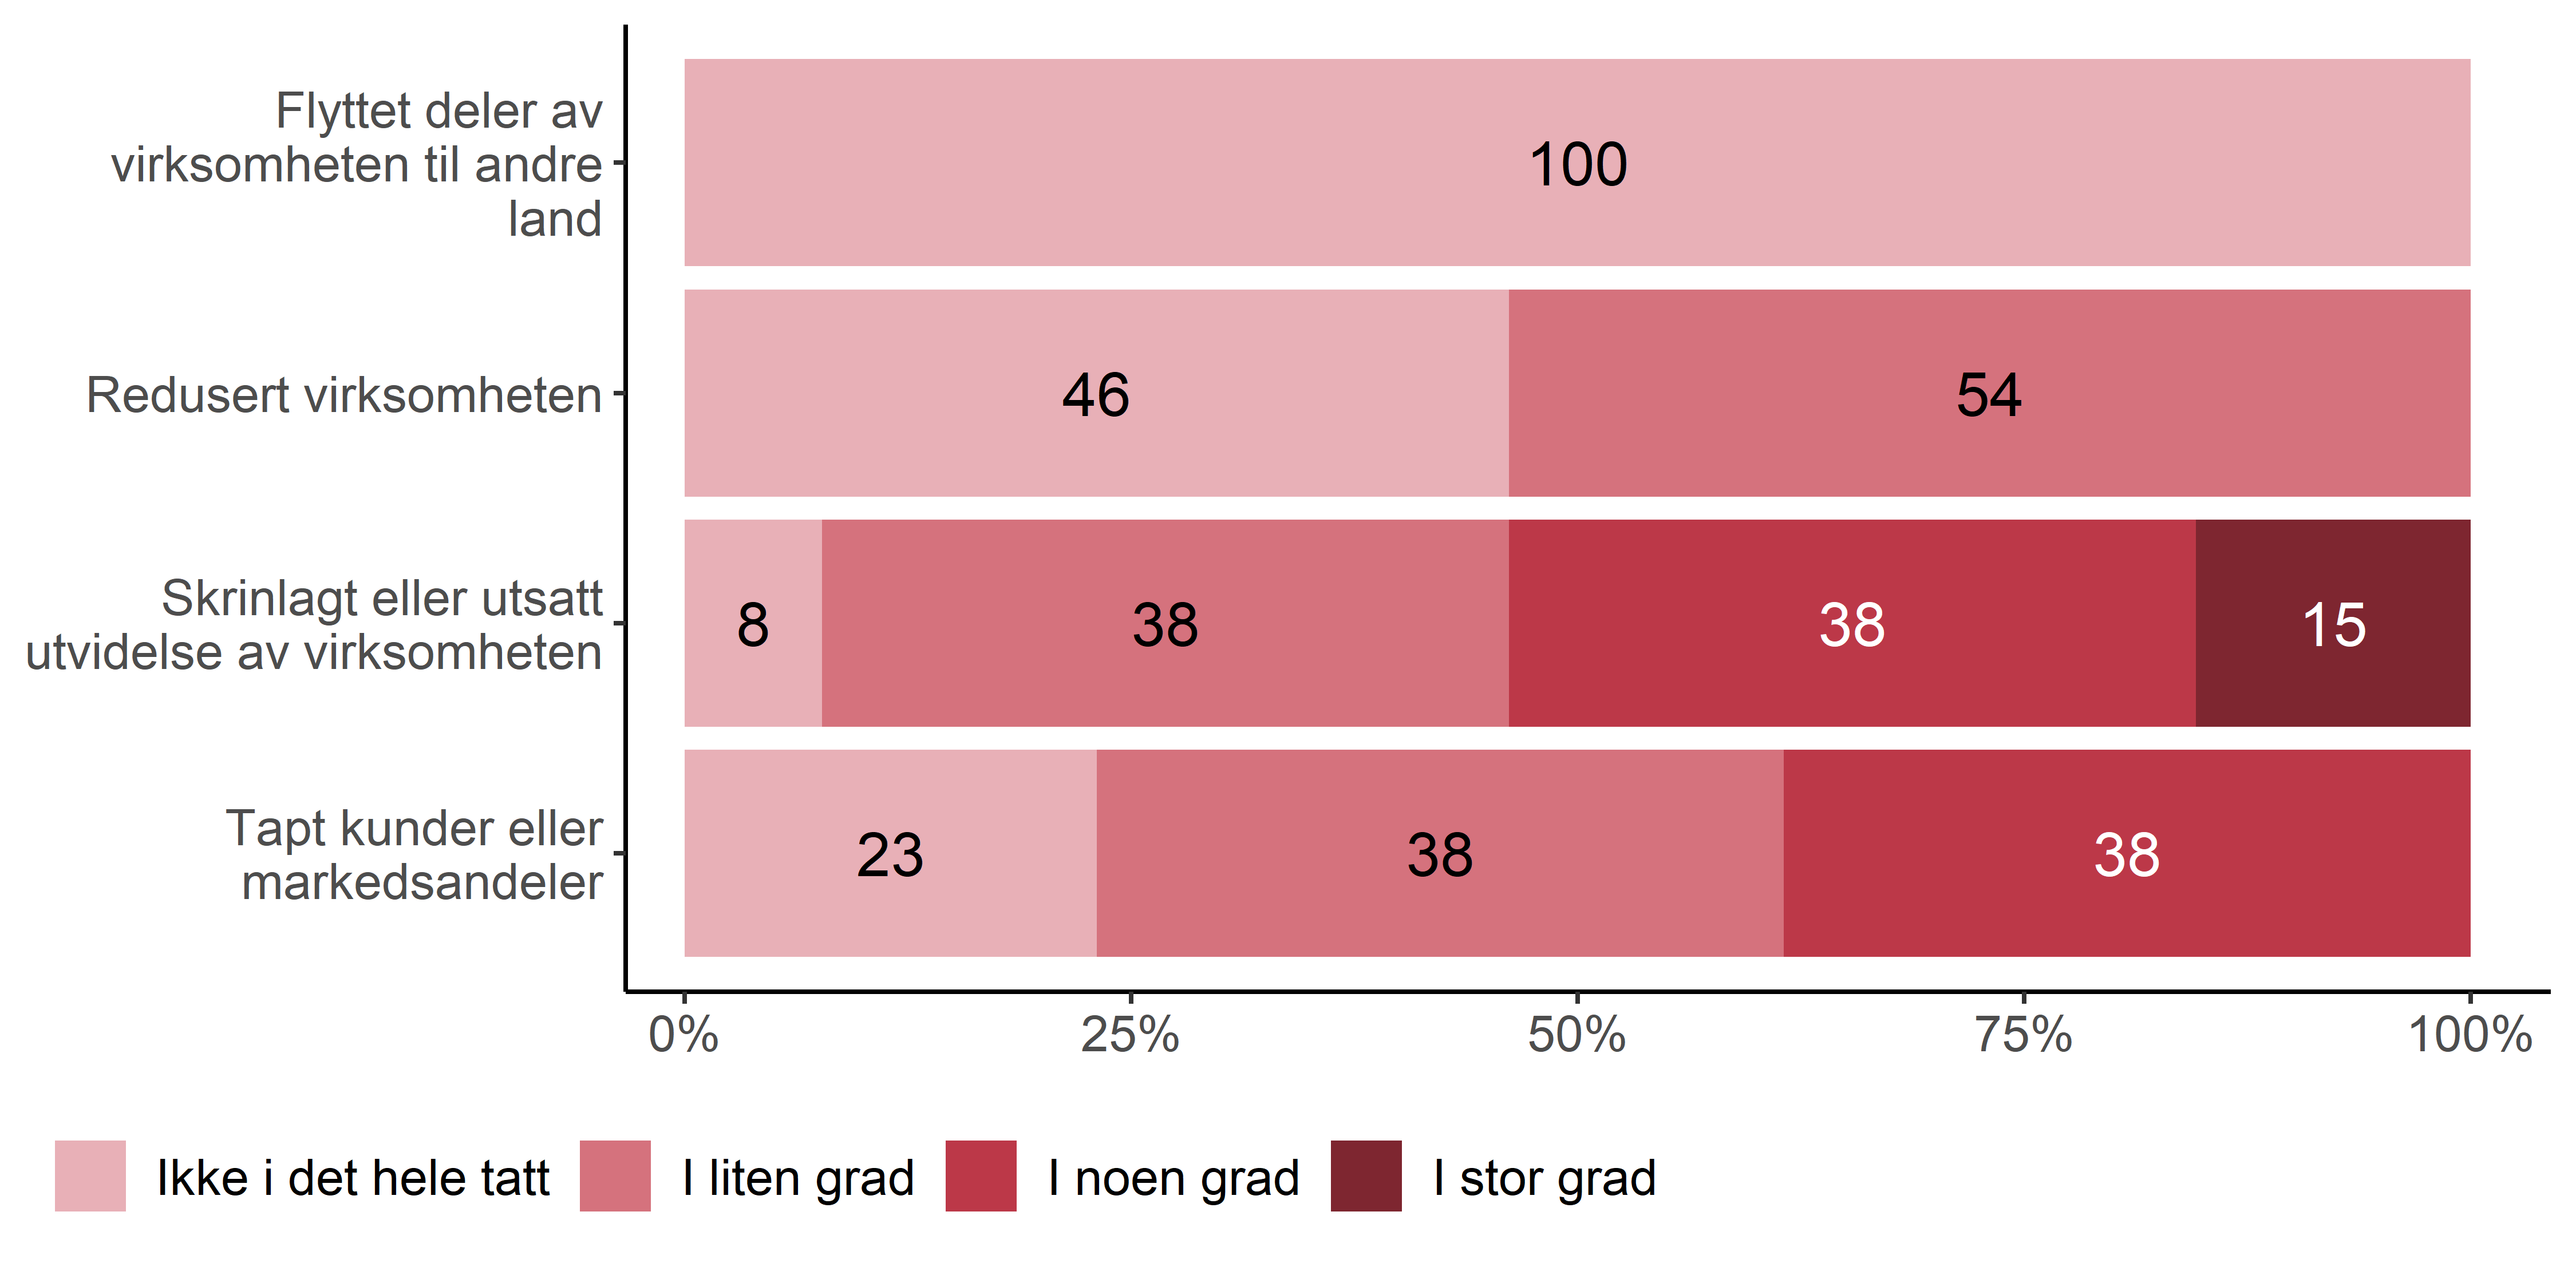 Flyttet deler av
virksomheten til andre
land
100
Redusert virksomheten
46
54
Skrinlagt eller utsatt
utvidelse av virksomheten
8
38
38
15
Tapt kunder eller
markedsandeler
23
38
38
0%
25%
50%
75%
100%
Ikke i det hele tatt
I liten grad
I noen grad
I stor grad